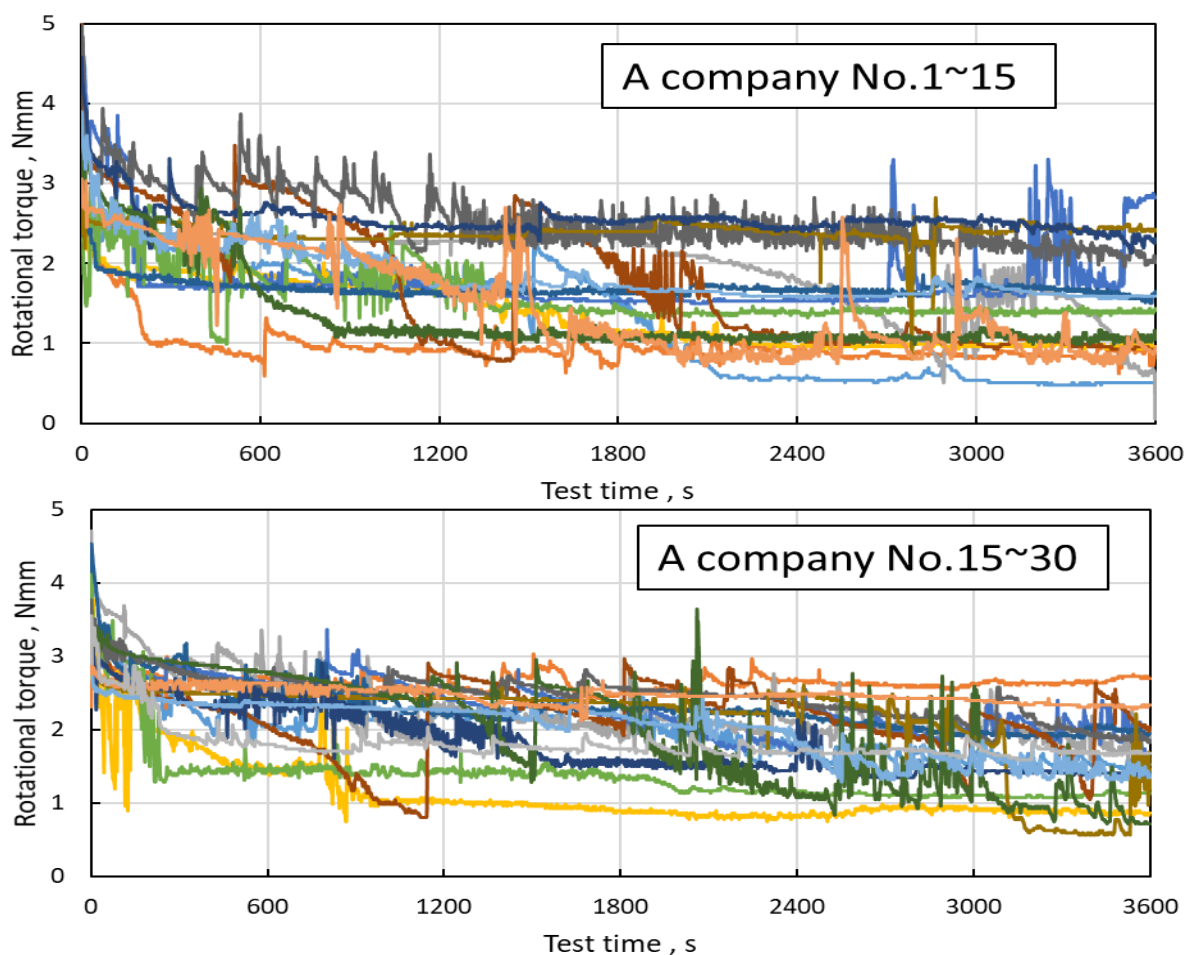 5
A company No.1~15
4
3
2
1
0
Rotational torque , Nmm
0 600 1200 1800 2400 3000 3600
Test time , s
5
A company No.15~30
4
3
2
1
0
Rotational torque , Nmm
0 600 1200 1800 2400 3000 3600
Test time , s